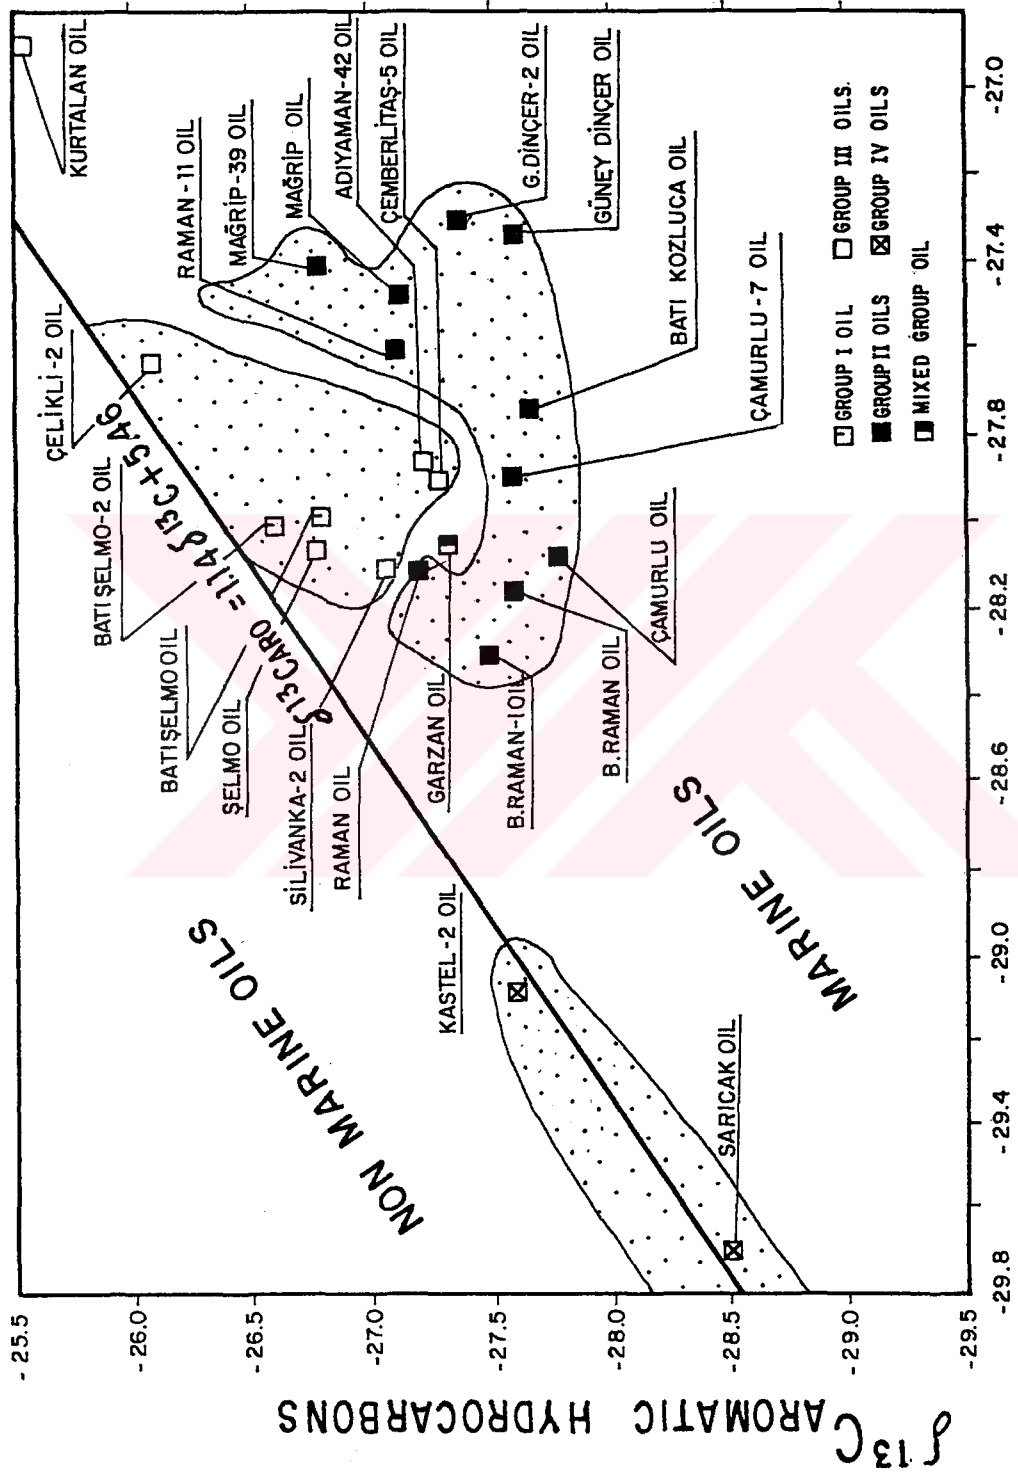 KURTALAN OIL
RAMAN-11 OIL
MAĞRİP-39 OIL
MAĞRİP OIL
ADIYAMAN-42 OIL
CEMBERLİTAŞ-5 OIL
G.DİNÇER-2 OIL
GÜNEY DİNÇER OIL
BATI KOZLUCA OIL
ÇAMURLU-7 OIL
ÇELİKLİ-2 OIL
BATI ŞELMO-2 OIL
BATI ŞELMO OIL
ŞELMO OIL
SİLİVANKA-2 OIL
RAMAN OIL
GARZAN OIL
B.RAMAN-1 OIL
B.RAMAN OIL
ÇAMURLU OIL
KASTEL-2 OIL
SARICAK OIL
δ13CARO =1.14δ13C+5.46
NON MARINE OILS
MARINE OILS
GROUP I OIL
GROUP III OILS.
GROUP II OILS
GROUP IV OILS
MIXED GROUP OIL
-25.5
-26.0
-26.5
-27.0
-27.5
-28.0
-28.5
-29.0
-29.5
-29.8
-29.4
-29.0
-28.6
-28.2
-27.8
-27.4
-27.0
δ13C AROMATIC HYDROCARBONS